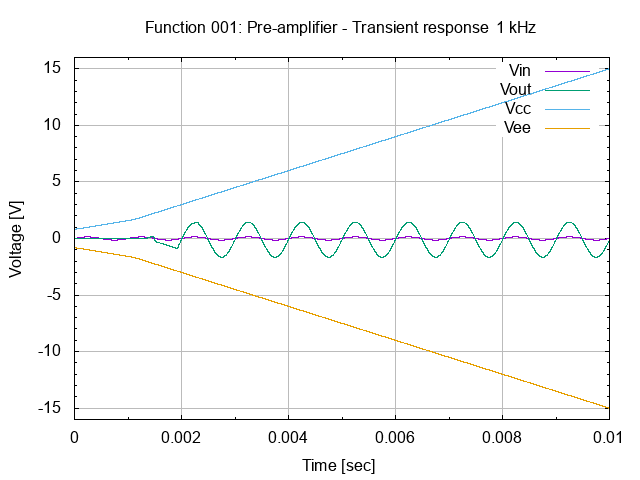 Function 001: Pre-amplifier - Transient response 1 kHz
Vin
Vout
Vcc
Vee
15
10
5
0
-5
-10
-15
Voltage [V]
0 0.002 0.004 0.006 0.008 0.01
Time [sec]